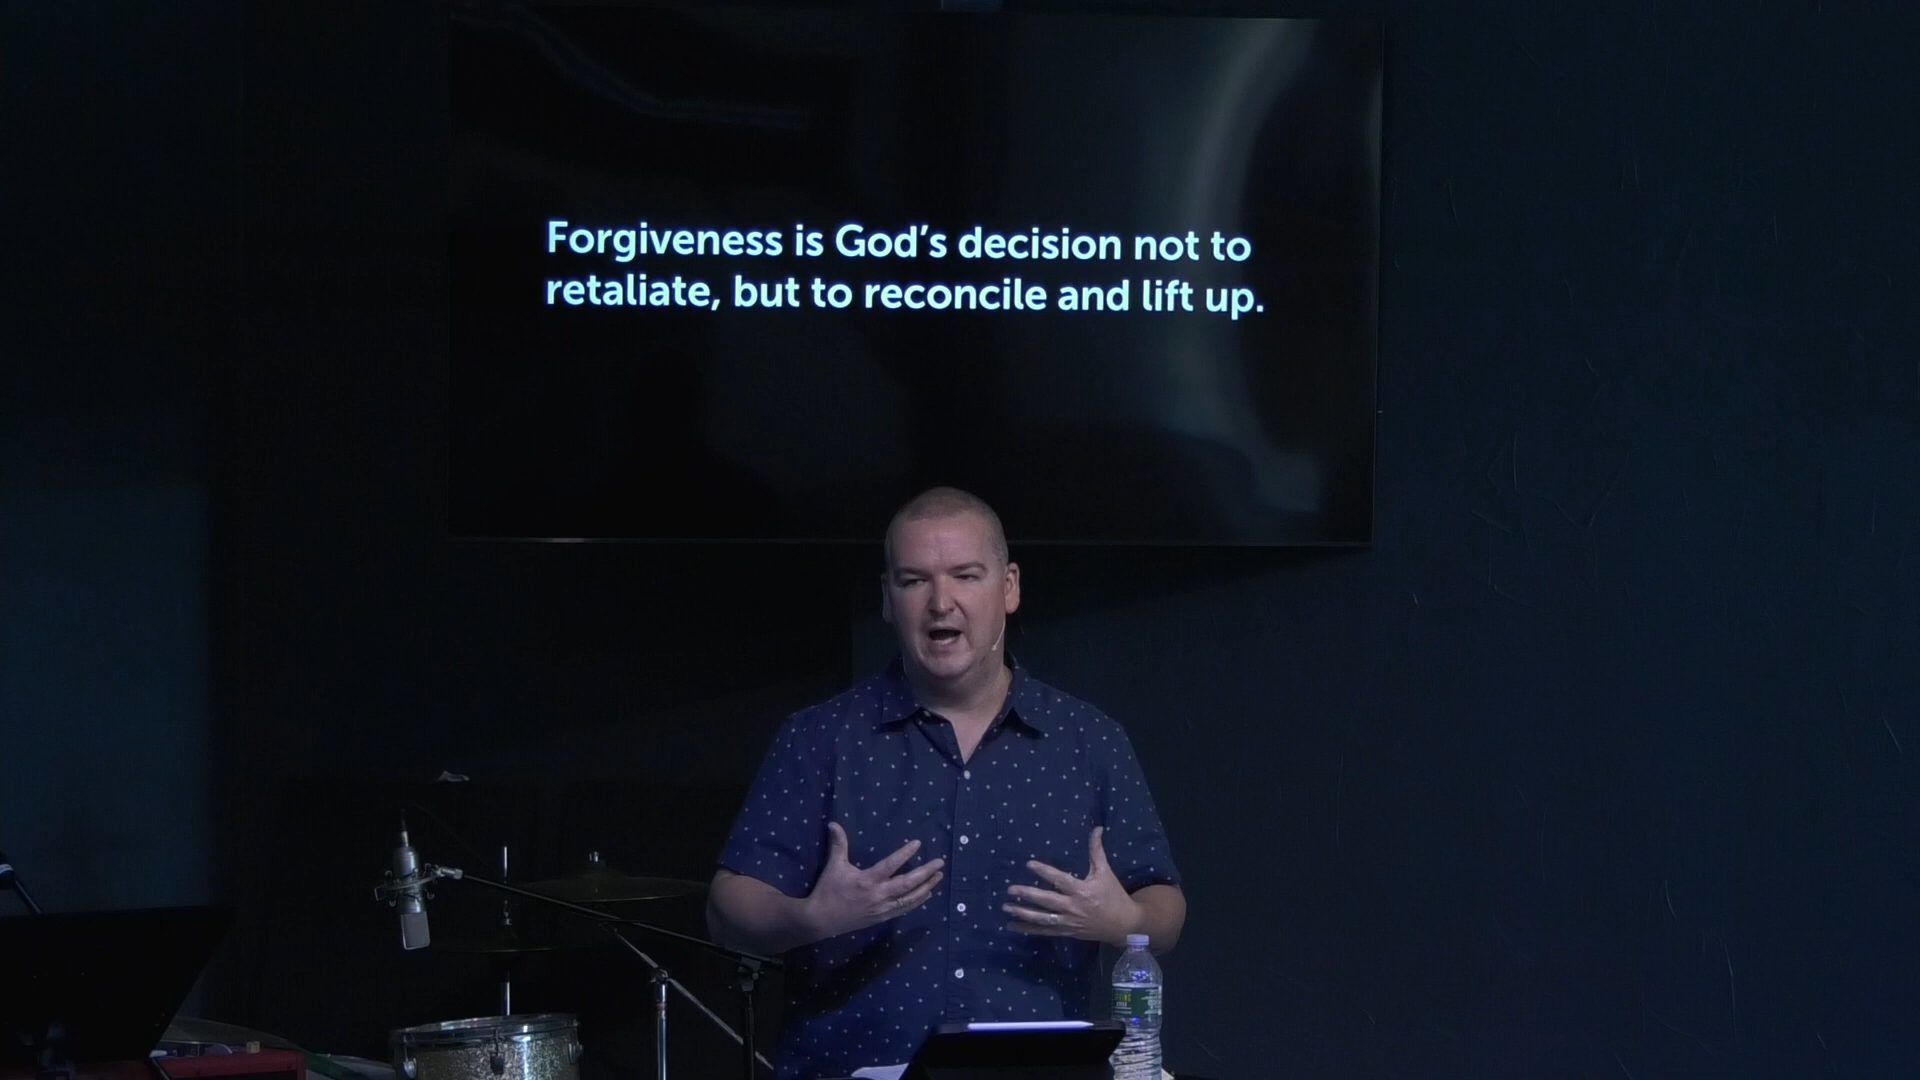 Forgiveness is God’s decision not to
retaliate, but to reconcile and lift up.